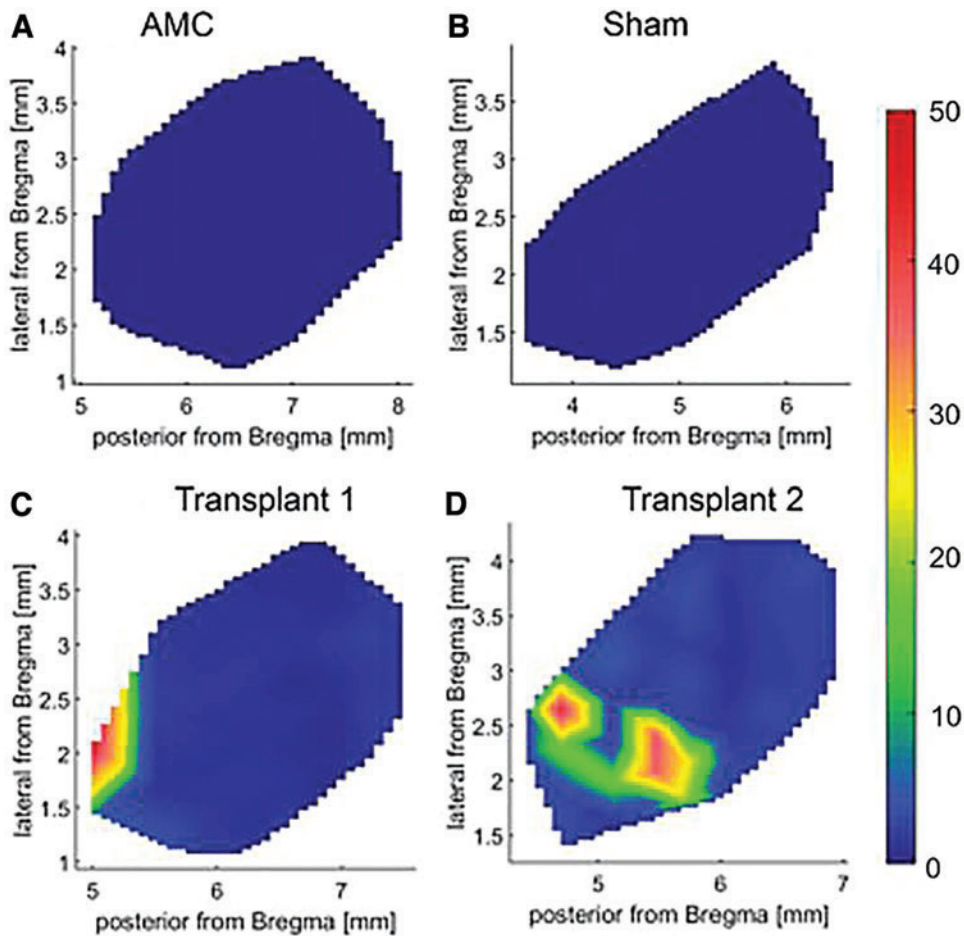 A AMC
lateral from Bregma [mm]
4
3.5
3
2.5
2
1.5
1
5 6 7 8
posterior from Bregma [mm]
B Sham
lateral from Bregma [mm]
3.5
3
2.5
2
1.5
4 5 6
posterior from Bregma [mm]
50
40
30
20
10
0
C Transplant 1
lateral from Bregma [mm]
4
3.5
3
2.5
2
1.5
1
5 6 7
posterior from Bregma [mm]
D Transplant 2
lateral from Bregma [mm]
4
3.5
3
2.5
2
1.5
5 6 7
posterior from Bregma [mm]